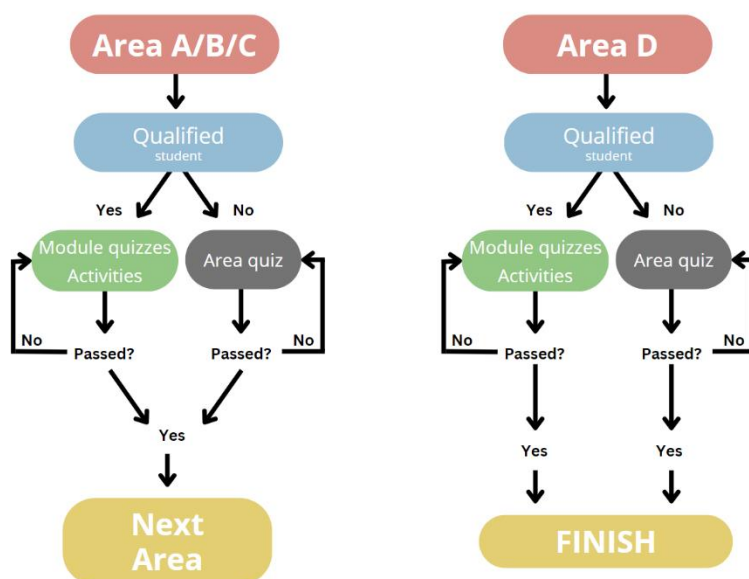 Area A/B/C
Qualified
student
Yes
No
Module quizzes
Activities
Area quiz
No
Passed?
Passed?
No
Yes
Next
Area
Area D
Qualified
student
Yes
No
Module quizzes
Activities
Area quiz
No
Passed?
Passed?
No
Yes
Yes
FINISH